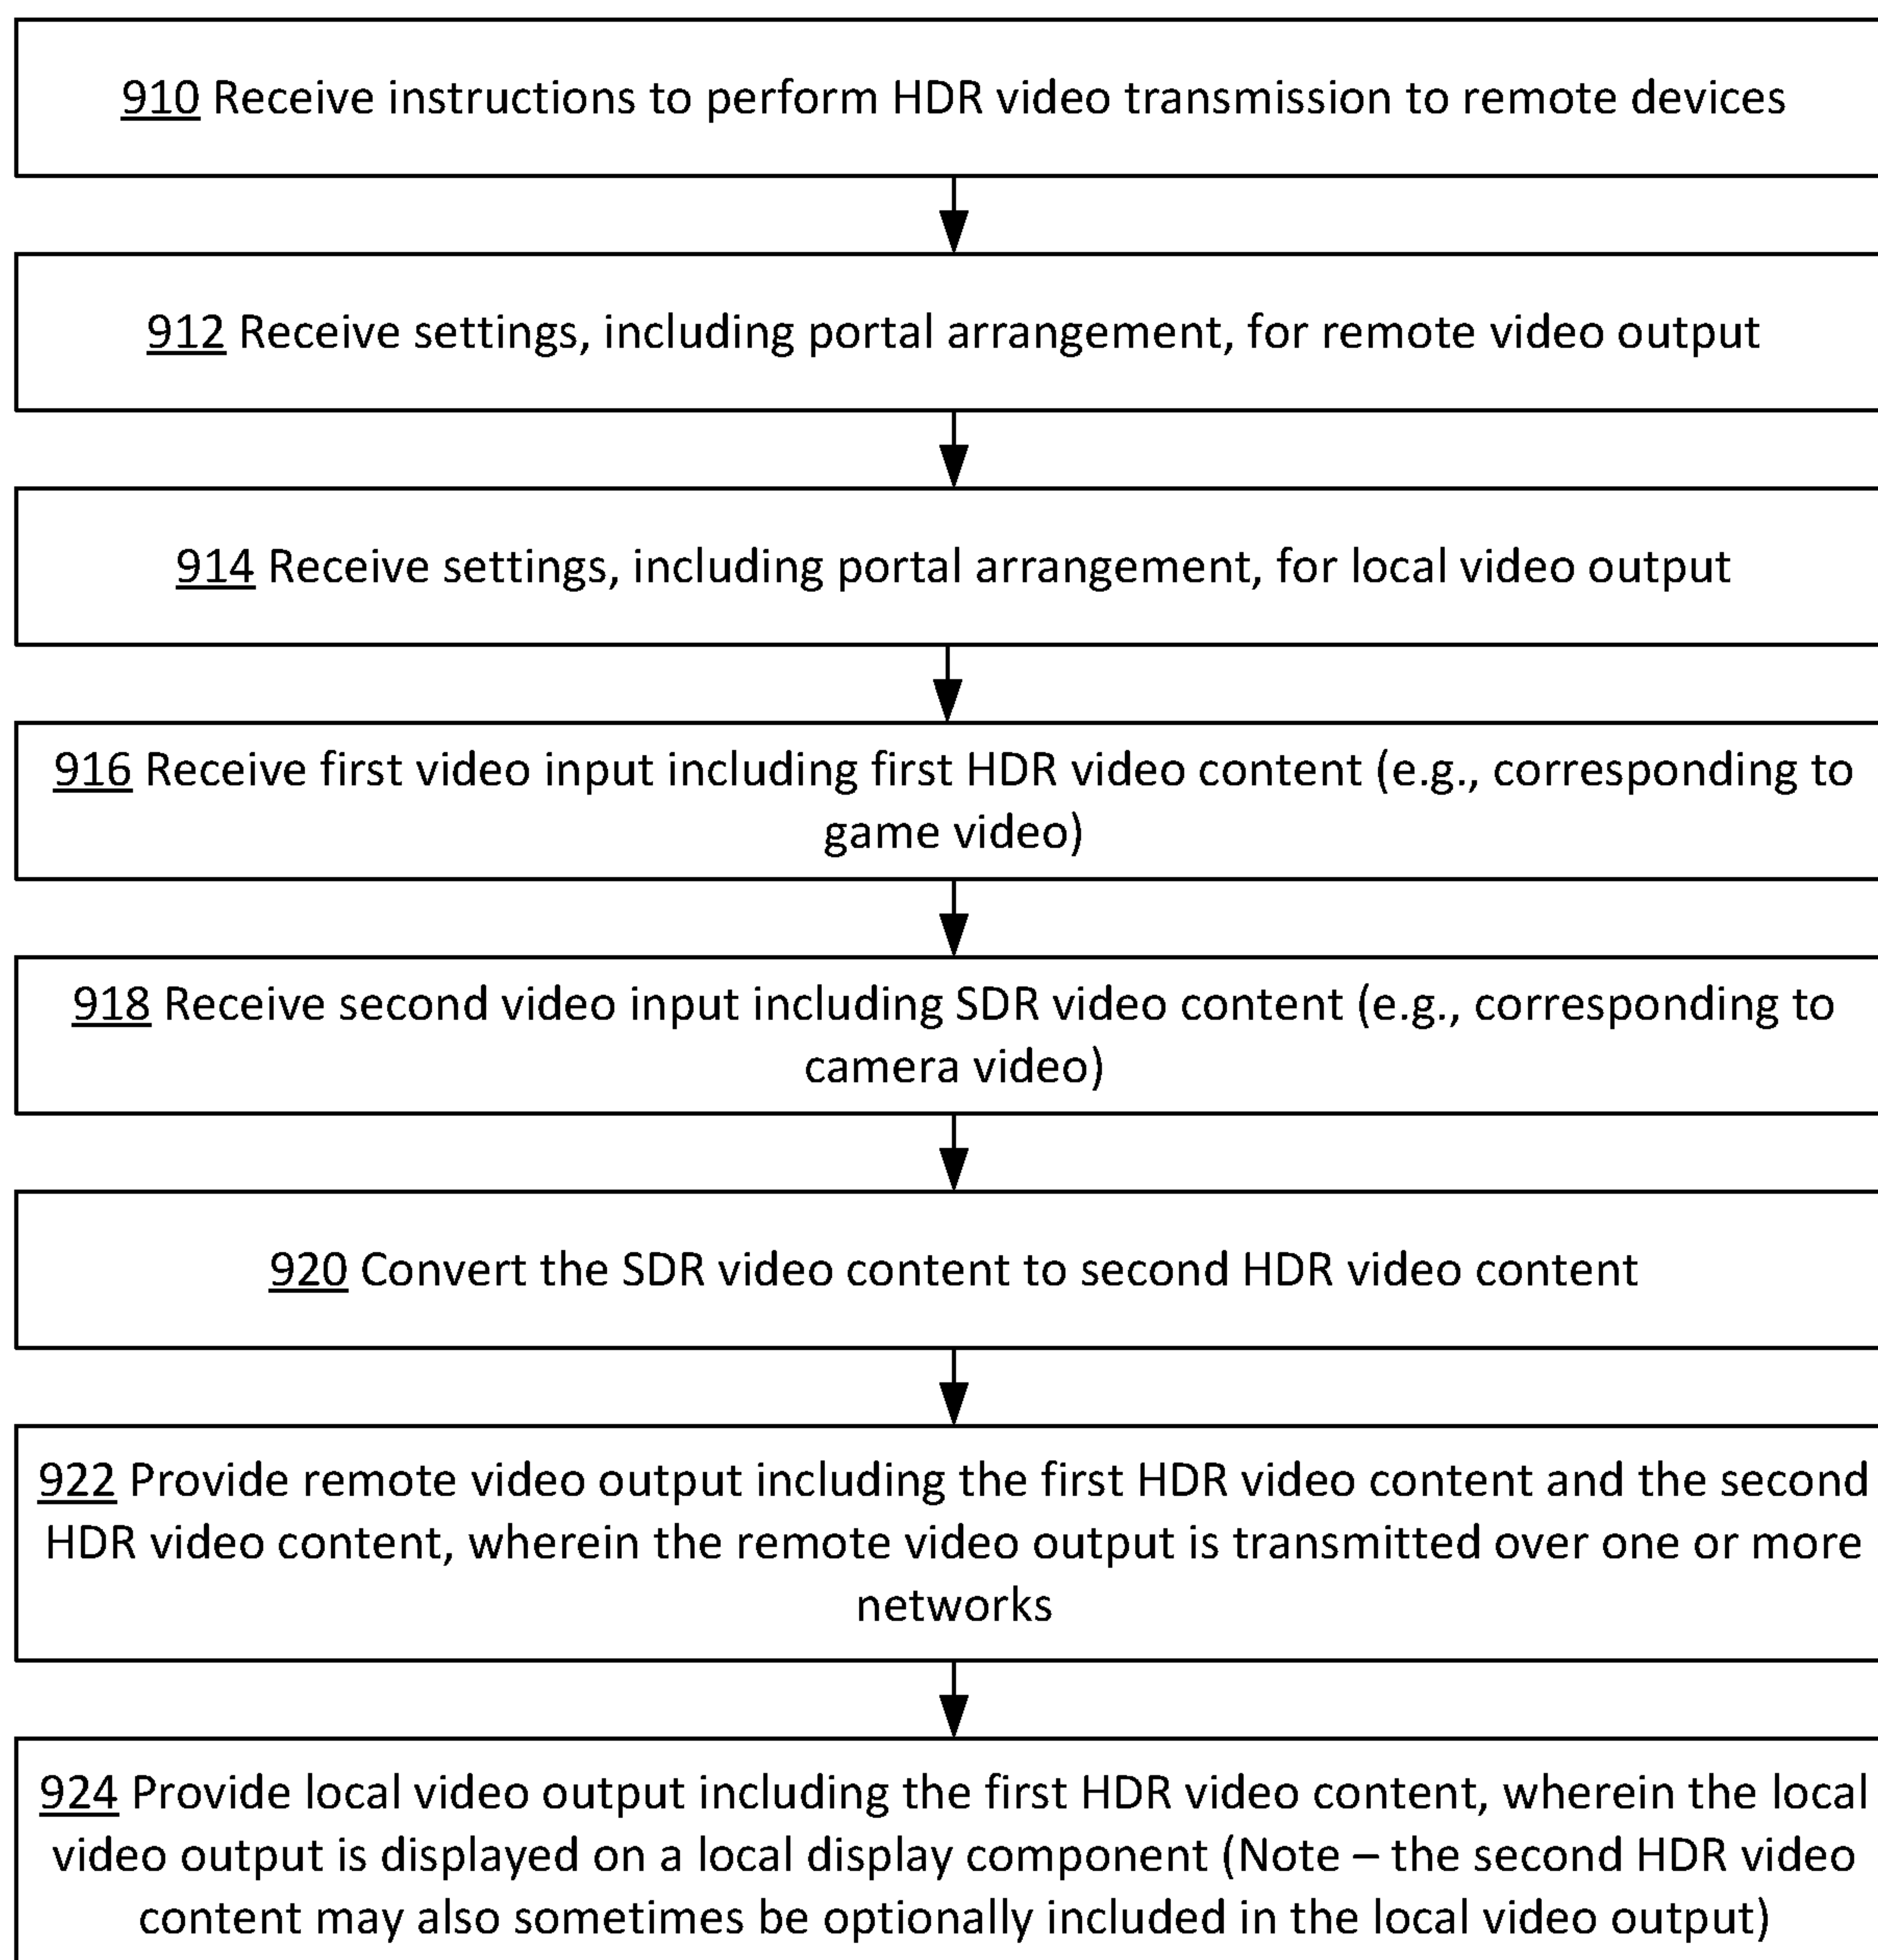 910 Receive instructions to perform HDR video transmission to remote devices
912 Receive settings, including portal arrangement, for remote video output
914 Receive settings, including portal arrangement, for local video output
916 Receive first video input including first HDR video content (e.g., corresponding to
game video)
918 Receive second video input including SDR video content (e.g., corresponding to
camera video)
920 Convert the SDR video content to second HDR video content
922 Provide remote video output including the first HDR video content and the second
HDR video content, wherein the remote video output is transmitted over one or more
networks
924 Provide local video output including the first HDR video content, wherein the local
video output is displayed on a local display component (Note – the second HDR video
content may also sometimes be optionally included in the local video output)